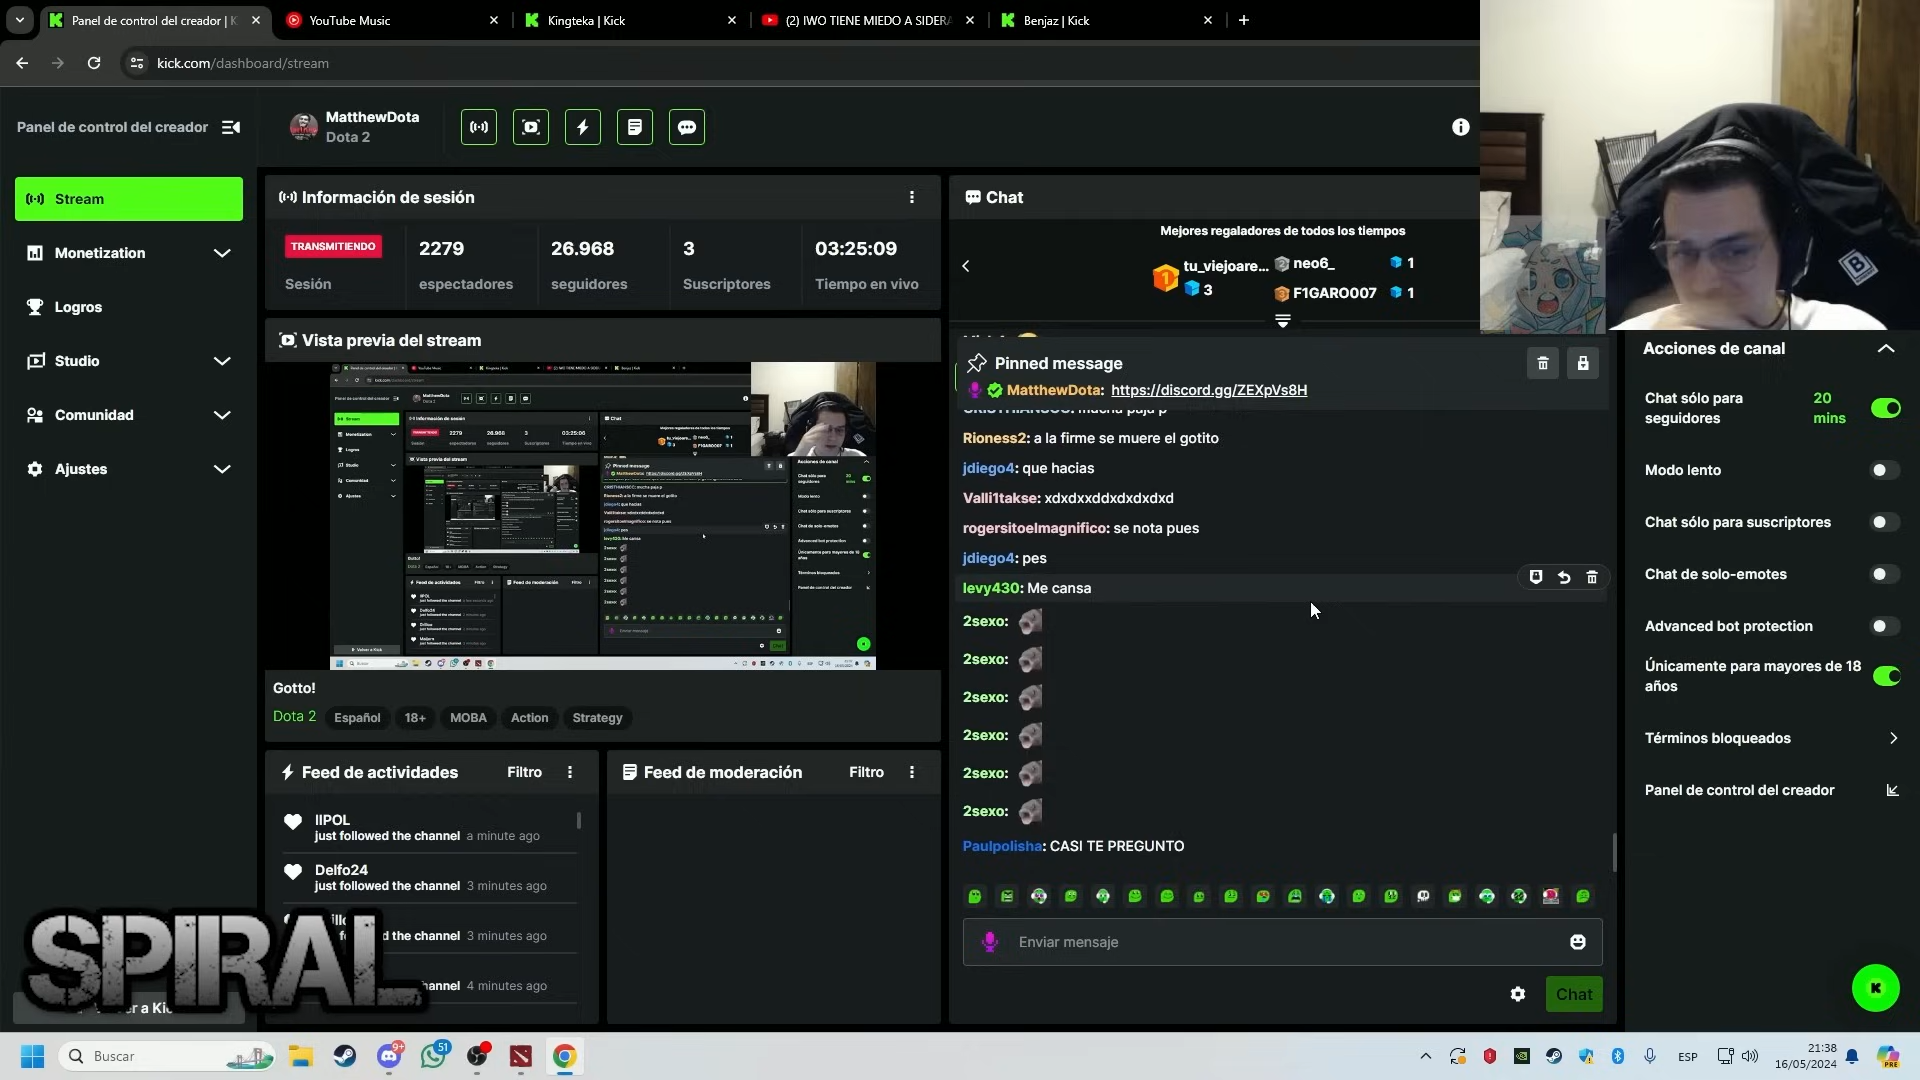 Panel de control del creador | K
YouTube Music
Kingteka | Kick
(2) IWO TIENE MIEDO A SIDERA
Benjaz | Kick
kick.com/dashboard/stream
Panel de control del creador
MatthewDota
Dota 2
Stream
Monetization
Logros
Studio
Comunidad
Ajustes
Información de sesión
TRANSMITIENDO
Sesión
2279
espectadores
26.968
seguidores
3
Suscriptores
03:25:09
Tiempo en vivo
Vista previa del stream
Gotto!
Dota 2 Español 18+ MOBA Action Strategy
Feed de actividades Filtro
IIPOL
just followed the channel a minute ago
Delfo24
just followed the channel 3 minutes ago
d the channel 3 minutes ago
hannel 4 minutes ago
Feed de moderación Filtro
Chat
Mejores regaladores de todos los tiempos
1 tu_viejoare... 3
2 neo6_ 1
3 F1GARO007 1
Pinned message
MatthewDota: https://discord.gg/ZEXpVs8H
Rioness2: a la firme se muere el gotito
jdiego4: que hacias
Valli1takse: xdxdxxddxdxdxdxd
rogersitoelmagnifico: se nota pues
jdiego4: pes
levy430: Me cansa
2sexo:
2sexo:
2sexo:
2sexo:
2sexo:
2sexo:
Paulpolisha: CASI TE PREGUNTO
Enviar mensaje
Chat
Acciones de canal
Chat sólo para seguidores 20 mins
Modo lento
Chat sólo para suscriptores
Chat de solo-emotes
Advanced bot protection
Únicamente para mayores de 18 años
Términos bloqueados
Panel de control del creador
SPIRAL
Buscar
9+
51
ESP
21:38
16/05/2024
PRE